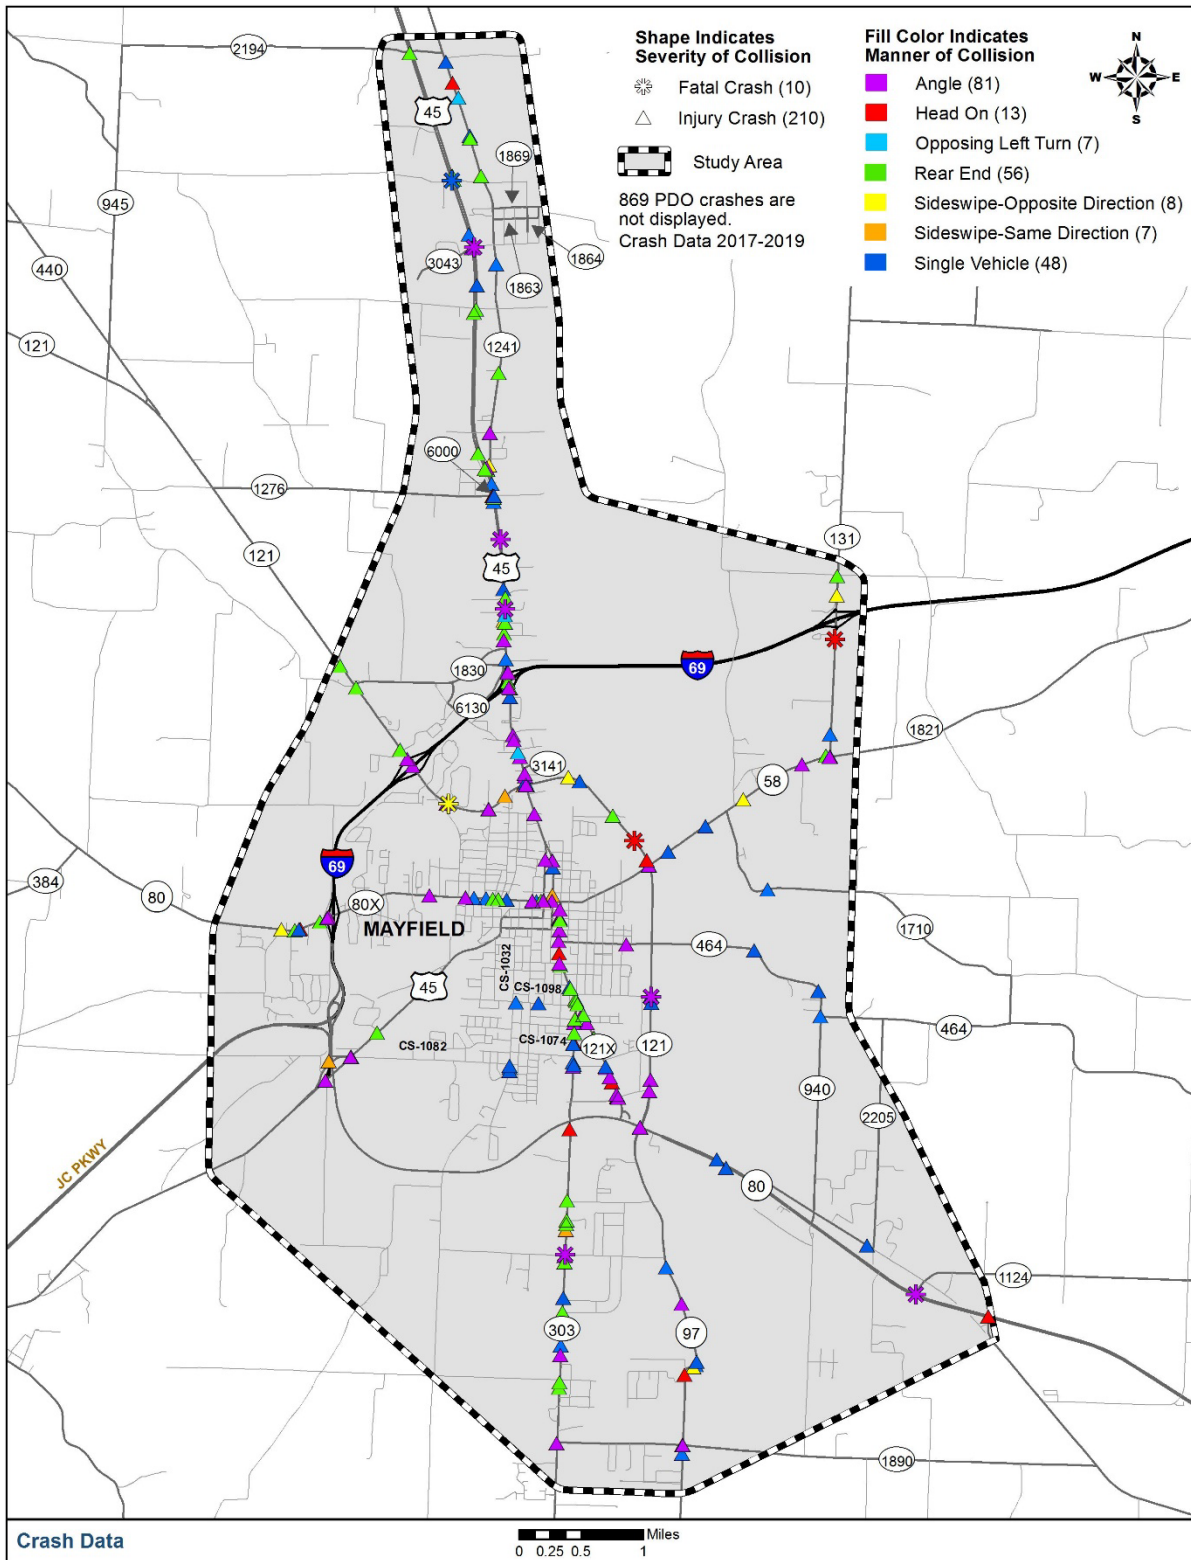 Shape Indicates
Severity of Collision
Fatal Crash (10)
Injury Crash (210)
Study Area
869 PDO crashes are
not displayed.
Crash Data 2017-2019
Fill Color Indicates
Manner of Collision
Angle (81)
Head On (13)
Opposing Left Turn (7)
Rear End (56)
Sideswipe-Opposite Direction (8)
Sideswipe-Same Direction (7)
Single Vehicle (48)
N
W
E
S
2194
45
1869
945
1864
440
3043
1863
121
1241
6000
1276
131
121
45
1830
69
6130
1821
3141
58
69
384
80
80X
MAYFIELD
1710
464
CS-1032
45
CS-1098
464
CS-1074
CS-1082
121X
121
940
2205
JC PKWY
80
1124
303
97
1890
Crash Data
Miles
0 0.25 0.5 1